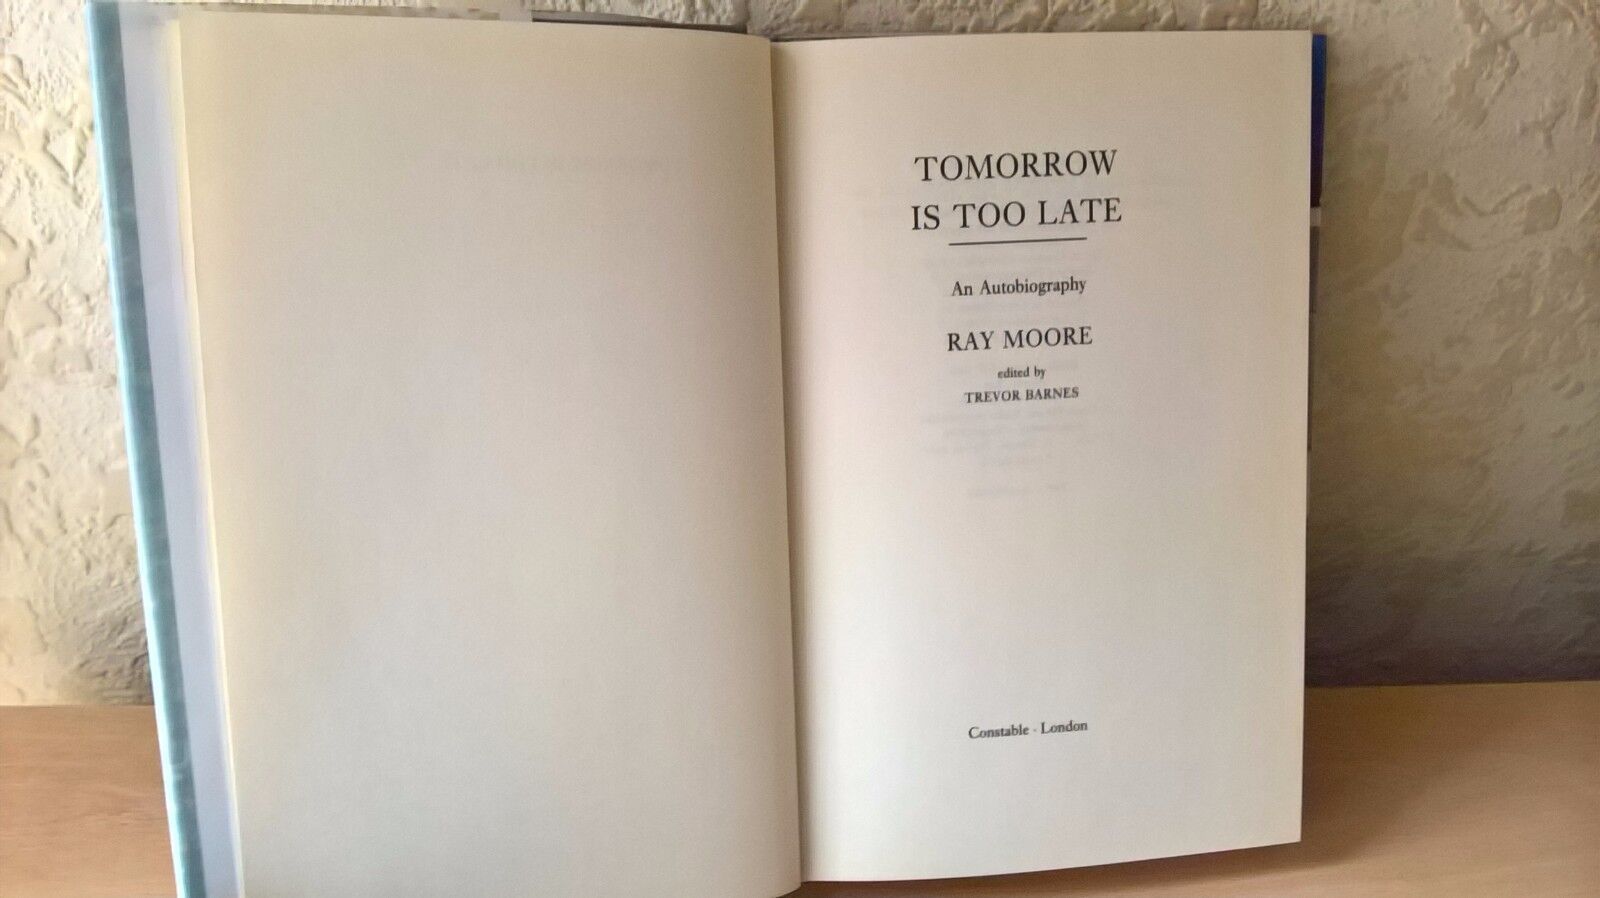 TOMORROW
IS TOO LATE
An Autobiography
RAY MOORE
edited by
TREVOR BARNES
Constable · London